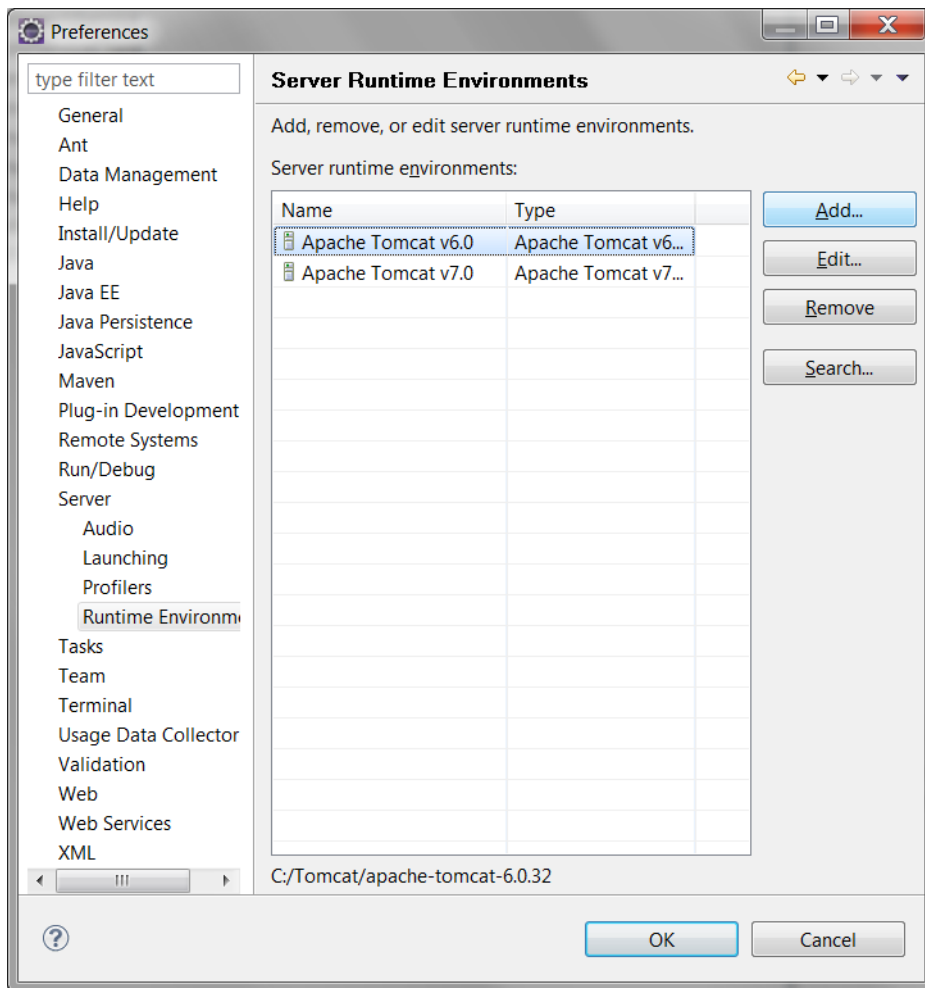 Preferences
type filter text
General
Ant
Data Management
Help
Install/Update
Java
Java EE
Java Persistence
JavaScript
Maven
Plug-in Development
Remote Systems
Run/Debug
Server
Audio
Launching
Profilers
Runtime Environme
Tasks
Team
Terminal
Usage Data Collector
Validation
Web
Web Services
XML
Server Runtime Environments
Add, remove, or edit server runtime environments.
Server runtime environments:
Name Type
Apache Tomcat v6.0 Apache Tomcat v6...
Apache Tomcat v7.0 Apache Tomcat v7...
C:/Tomcat/apache-tomcat-6.0.32
Add...
Edit...
Remove
Search...
OK Cancel